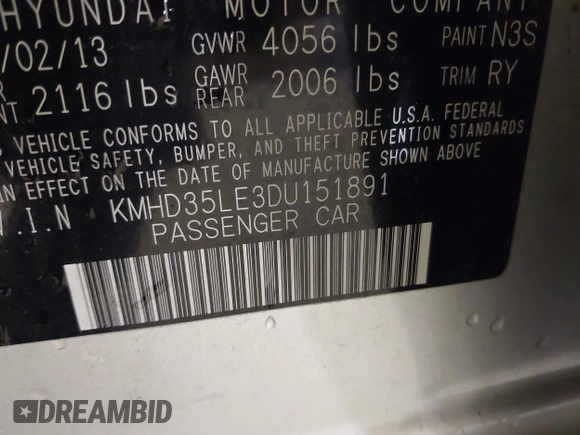 HYUNDAI MOTOR COMPANY
/02/13 GVWR 4056 lbs PAINT N3S
2116 lbs GAWR REAR 2006 lbs TRIM RY
VEHICLE CONFORMS TO ALL APPLICABLE U.S.A. FEDERAL
VEHICLE SAFETY, BUMPER, AND THEFT PREVENTION STANDARDS
EFFECT ON THE DATE OF MANUFACTURE SHOWN ABOVE
V.I.N KMHD35LE3DU151891
PASSENGER CAR
DREAMBID